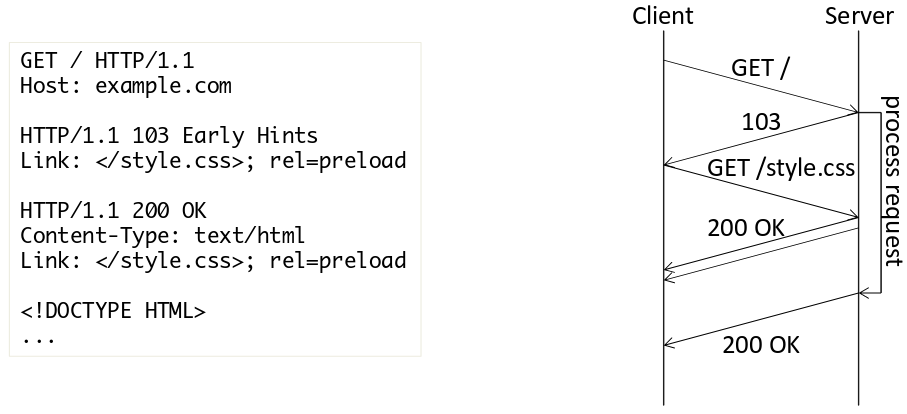 GET / HTTP/1.1
Host: example.com
HTTP/1.1 103 Early Hints
Link: </style.css>; rel=preload
HTTP/1.1 200 OK
Content-Type: text/html
Link: </style.css>; rel=preload
<!DOCTYPE HTML>
...
Client
Server
GET /
103
GET /style.css
200 OK
process request
200 OK